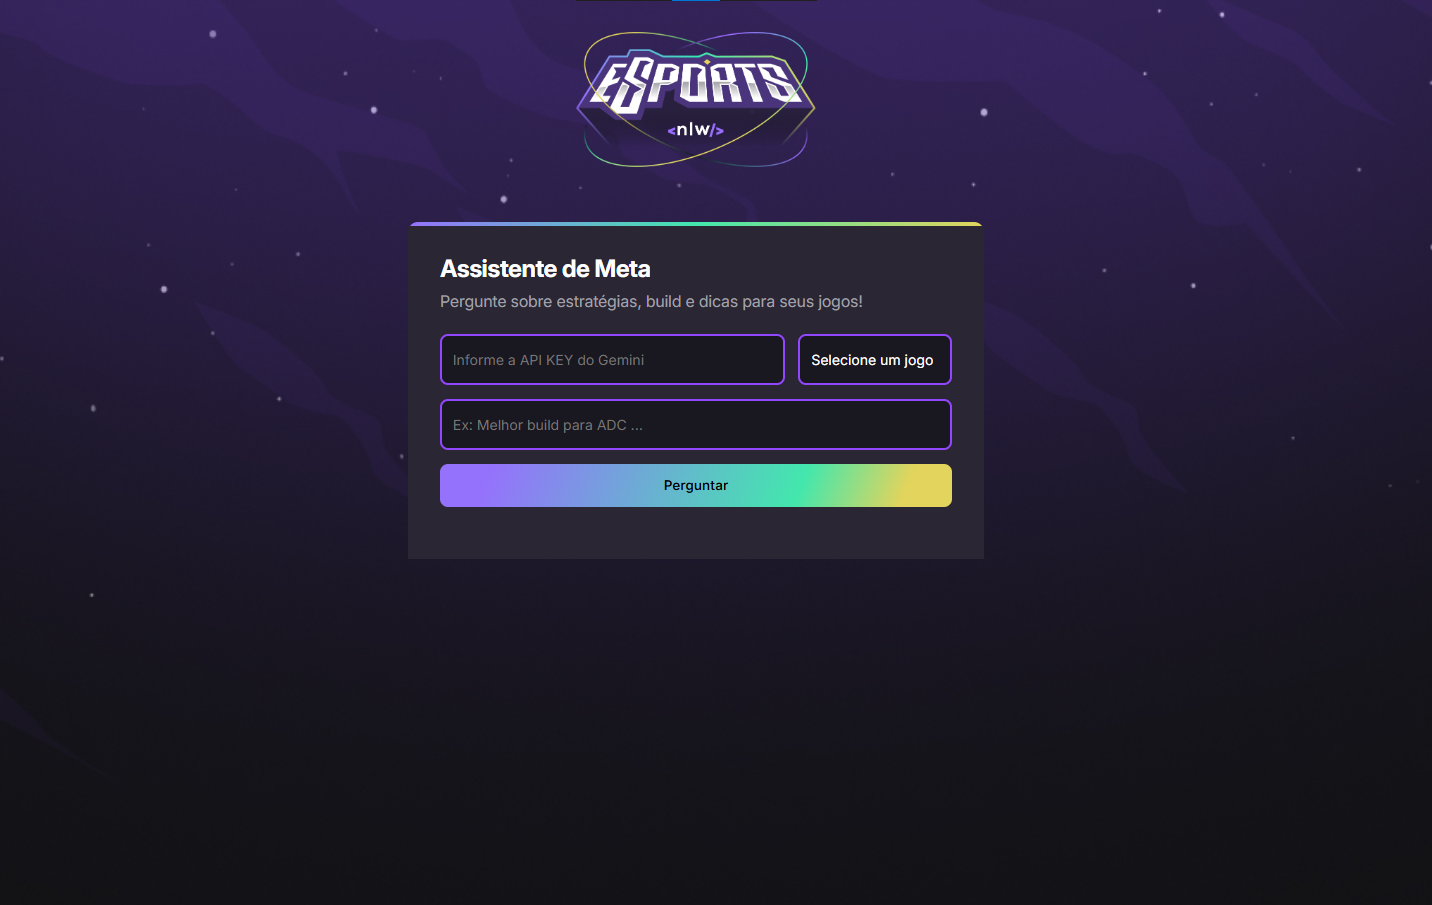 eSPORTS
<nlw/>
Assistente de Meta
Pergunte sobre estratégias, build e dicas para seus jogos!
Informe a API KEY do Gemini
Selecione um jogo
Ex: Melhor build para ADC ...
Perguntar